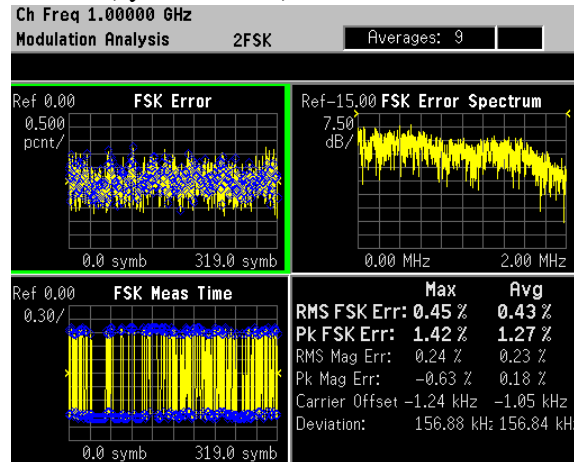 Ch Freq 1.00000 GHz
Modulation Analysis 2FSK Averages: 9
Ref 0.00 FSK Error
0.500
pcnt/
0.0 symb 319.0 symb
Ref-15.00 FSK Error Spectrum
7.50
dB/
0.00 MHz 2.00 MHz
Ref 0.00 FSK Meas Time
0.30/
0.0 symb 319.0 symb
Max Avg
RMS FSK Err: 0.45 % 0.43 %
Pk FSK Err: 1.42 % 1.27 %
RMS Mag Err: 0.24 % 0.23 %
Pk Mag Err: -0.63 % 0.18 %
Carrier Offset -1.24 kHz -1.05 kHz
Deviation: 156.88 kHz 156.84 kH